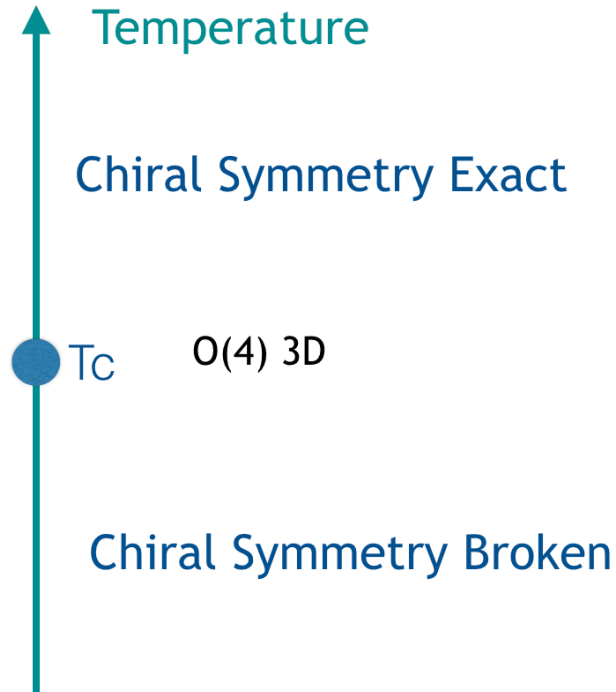 Temperature
Chiral Symmetry Exact
Tc
O(4) 3D
Chiral Symmetry Broken